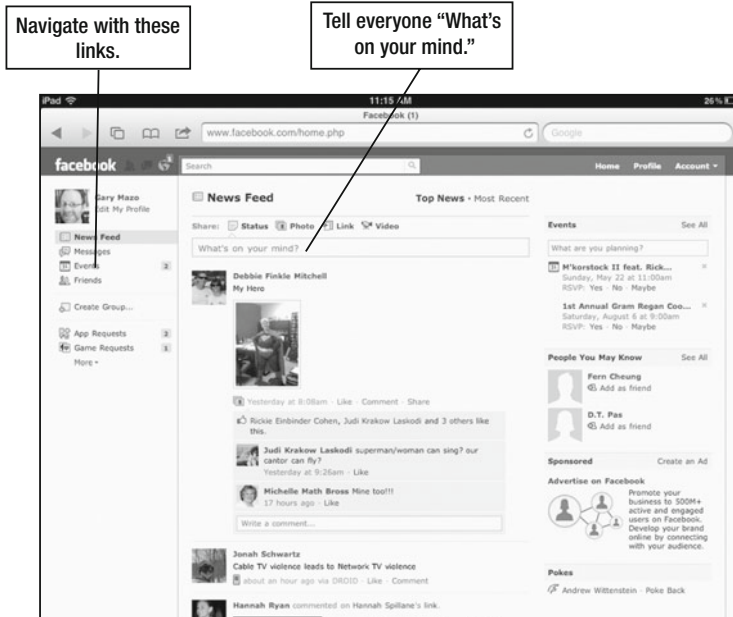 Navigate with these
links.
Tell everyone “What’s
on your mind.”
iPad
11:15 AM
26%
Facebook (1)
www.facebook.com/home.php
Google
facebook
1
Search
Home Profile Account
Gary Mazo
Edit My Profile
News Feed
Messages
Events 2
Friends
Create Group...
App Requests 2
Game Requests 1
More
News Feed
Top News · Most Recent
Share: Status Photo Link Video
What's on your mind?
Debbie Finkle Mitchell
My Hero
Yesterday at 8:08am · Like · Comment · Share
Rickie Einbinder Cohen, Judi Krakow Laskodi and 3 others like
this.
Judi Krakow Laskodi superman/woman can sing? our
cantor can fly?
Yesterday at 9:26am · Like
Michelle Math Bross Mine too!!!
17 hours ago · Like
Write a comment...
Jonah Schwartz
Cable TV violence leads to Network TV violence
about an hour ago via DROID · Like · Comment
Hannah Ryan commented on Hannah Spillane's link.
Events See All
What are you planning?
31 M'korstock II feat. Rick... ×
Sunday, May 22 at 11:00am
RSVP: Yes · No · Maybe
1st Annual Gram Regan Coo... ×
Saturday, August 6 at 9:00am
RSVP: Yes · No · Maybe
People You May Know See All
Fern Cheung
Add as friend
D.T. Pas
Add as friend
Sponsored Create an Ad
Advertise on Facebook
Promote your
business to 500M+
active and engaged
users on Facebook.
Develop your brand
online by connecting
with your audience.
Pokes
Andrew Wittenstein · Poke Back